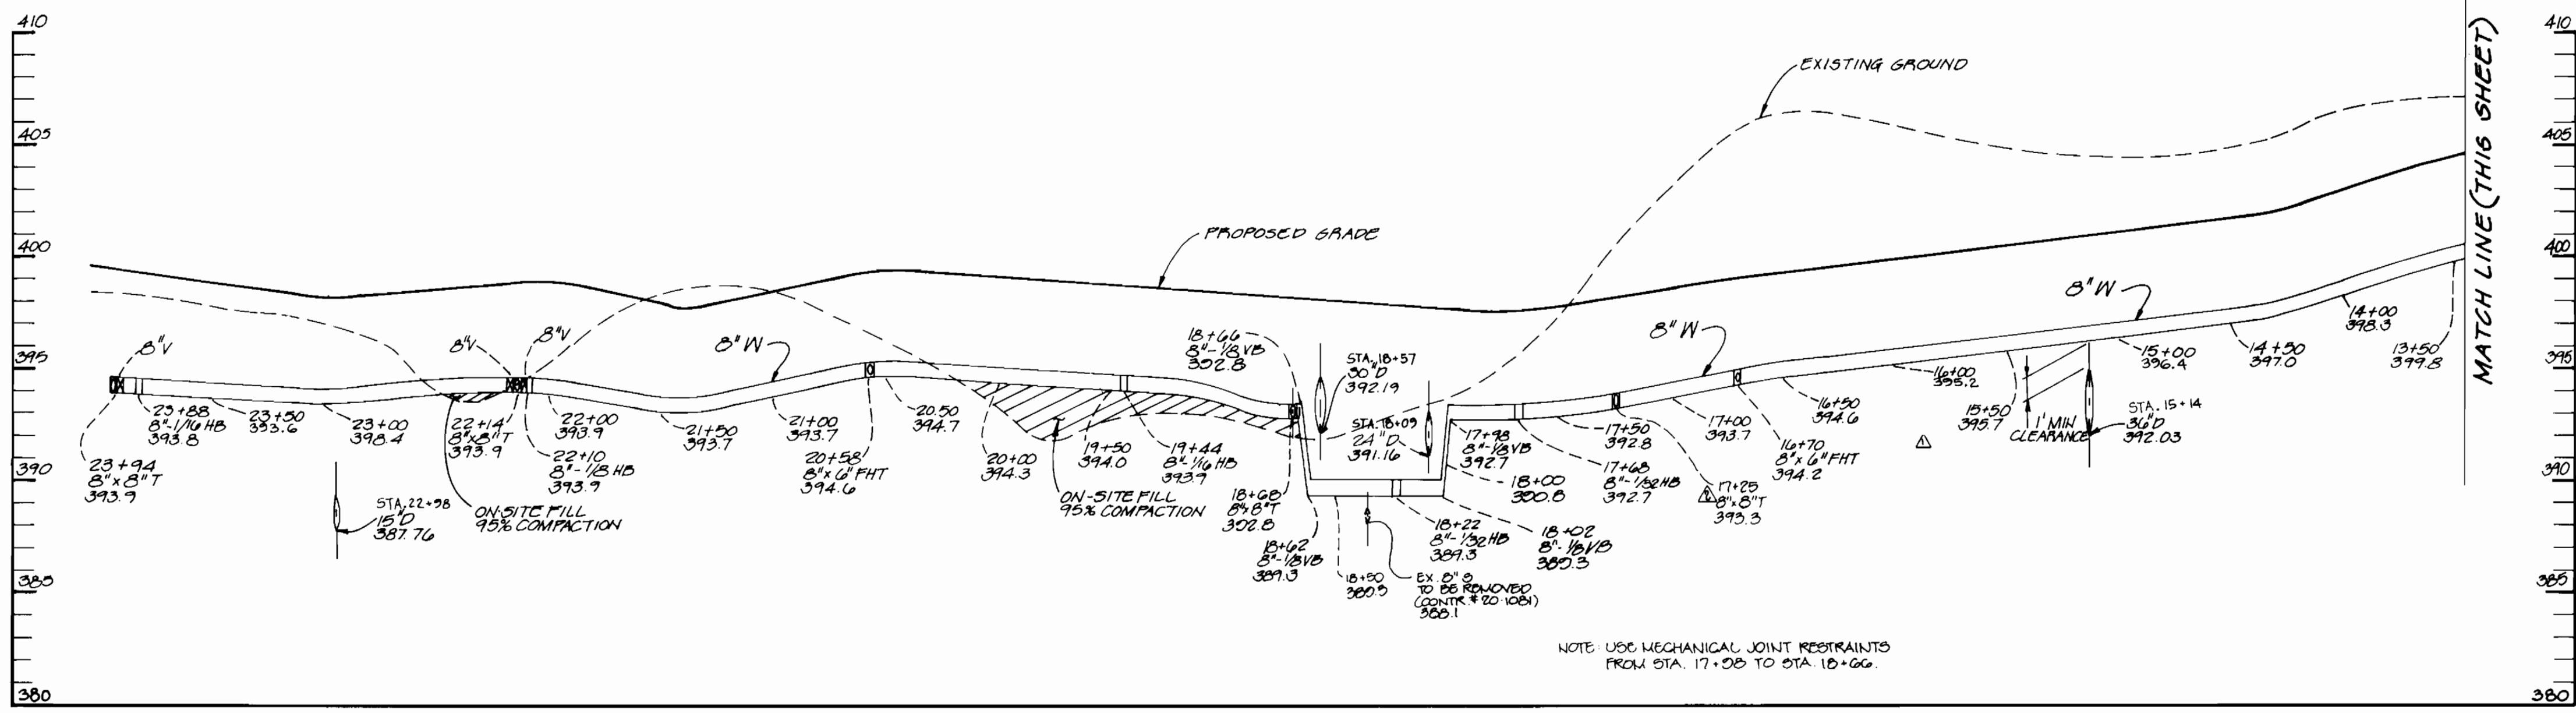 410
405
400
395
390
385
380
410
405
400
395
390
385
380
MATCH LINE (THIS SHEET)
EXISTING GROUND
PROPOSED GRADE
8"V
8"V
8"V
8"W
8"W
8"W
23+94
8"x8"T
393.9
23+88
8"-1/16 HB
393.8
23+50
393.6
23+00
393.4
STA. 22+98
15"D
387.76
22+14
8"x8"T
393.9
ON-SITE FILL
95% COMPACTION
22+10
8"-1/8 HB
393.9
22+00
393.9
21+50
393.7
21+00
393.7
20+58
8"x6" FHT
394.6
20.50
394.7
20+00
394.3
19+50
394.0
ON-SITE FILL
95% COMPACTION
19+44
8"-1/16 HB
393.9
18+68
8"x8"T
392.8
18+66
8"-1/8 VB
392.8
18+62
8"-1/8 VB
389.3
STA. 18+57
30"D
392.19
18+50
389.3
EX. 8" S
TO BE REMOVED
(CONTR. # 20-1081)
388.1
18+22
8"-1/32 HB
389.3
STA. 18+09
24"D
391.16
18+02
8"-1/8 VB
389.3
18+00
390.8
17+98
8"-1/8 VB
392.7
17+68
8"-1/32 HB
392.7
17+50
392.8
17+25
8"x8"T
393.3
17+00
393.7
16+70
8"x6" FHT
394.2
16+50
394.6
16+00
395.2
15+50
395.7
1' MIN
CLEARANCE
STA. 15+14
36"D
392.03
15+00
396.4
14+50
397.0
14+00
398.3
13+50
399.8
NOTE: USE MECHANICAL JOINT RESTRAINTS
FROM STA. 17+98 TO STA. 18+66.